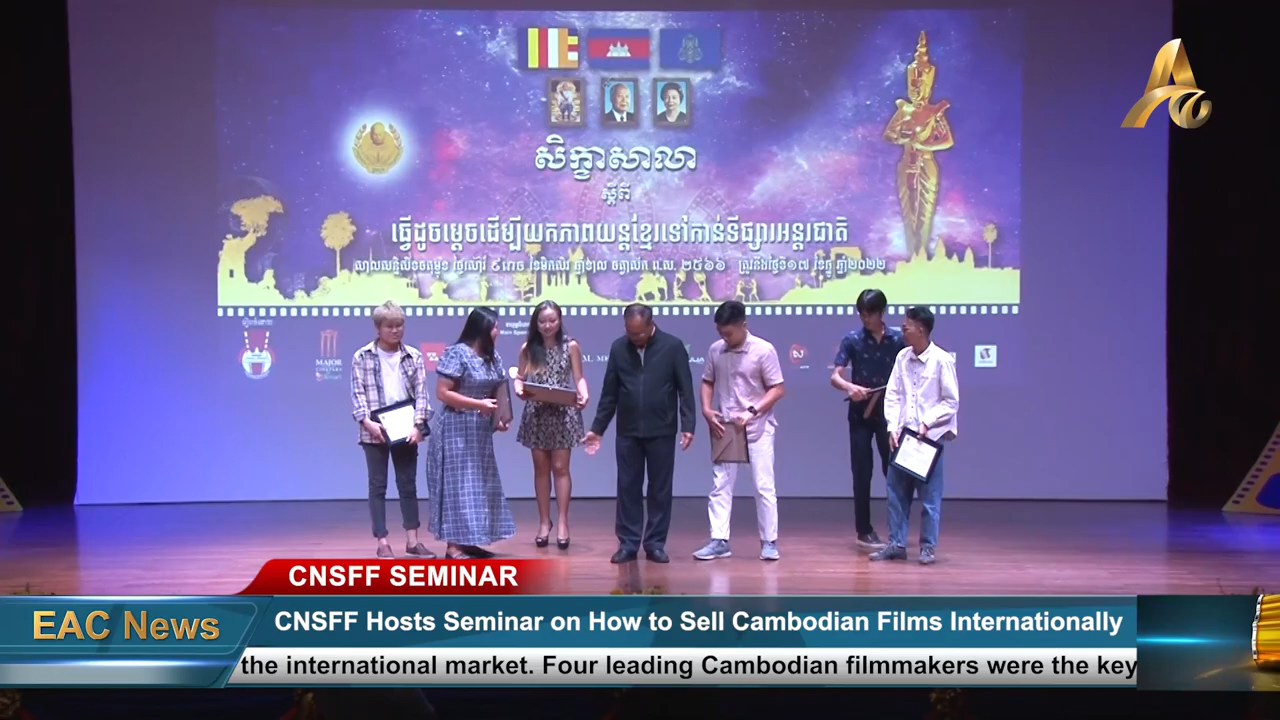 សិក្ខាសាលា
ស្តីពី
ធ្វើដូចម្តេចដើម្បីយកភាពយន្តខ្មែរទៅកាន់ទីផ្សារអន្តរជាតិ
MAJOR
CINEPLEX
CNSFF SEMINAR
EAC News
CNSFF Hosts Seminar on How to Sell Cambodian Films Internationally
the international market. Four leading Cambodian filmmakers were the key